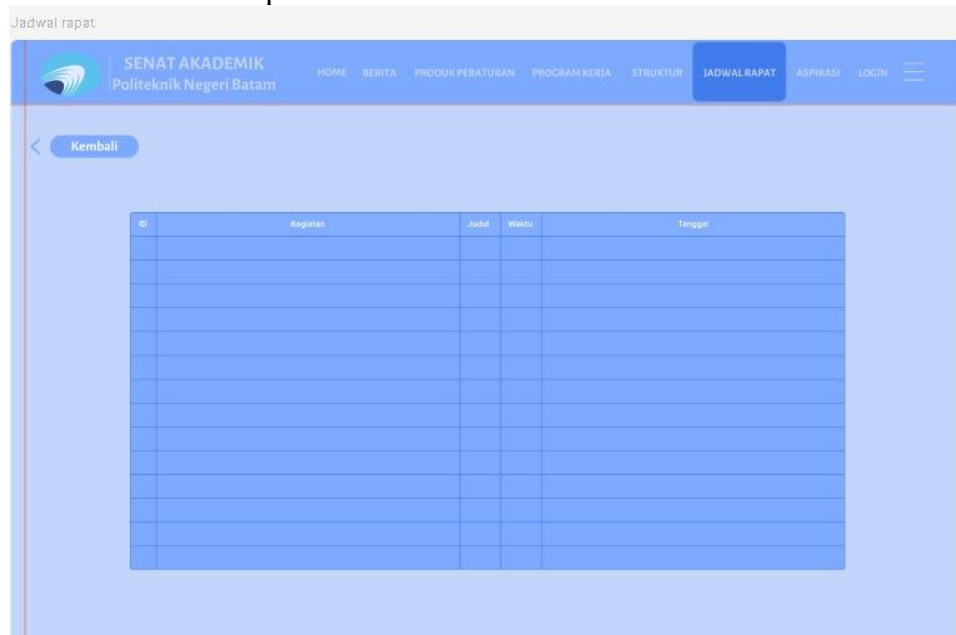 Jadwal rapat
SENAT AKADEMIK
Politeknik Negeri Batam
HOME BERITA PRODUK PERATURAN PROGRAM KERJA STRUKTUR JADWAL RAPAT ASPIRASI LOGIN
< Kembali
ID Kegiatan Judul Waktu Tanggal